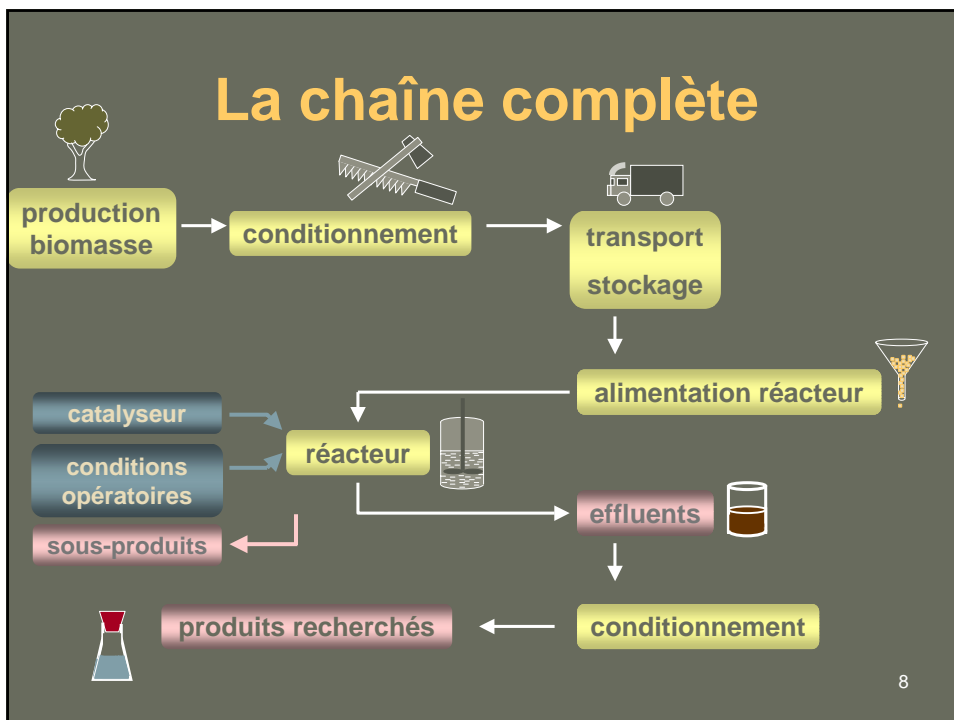 La chaîne complète
production
biomasse
conditionnement
transport
stockage
alimentation réacteur
catalyseur
réacteur
conditions
opératoires
effluents
sous-produits
produits recherchés
conditionnement
8